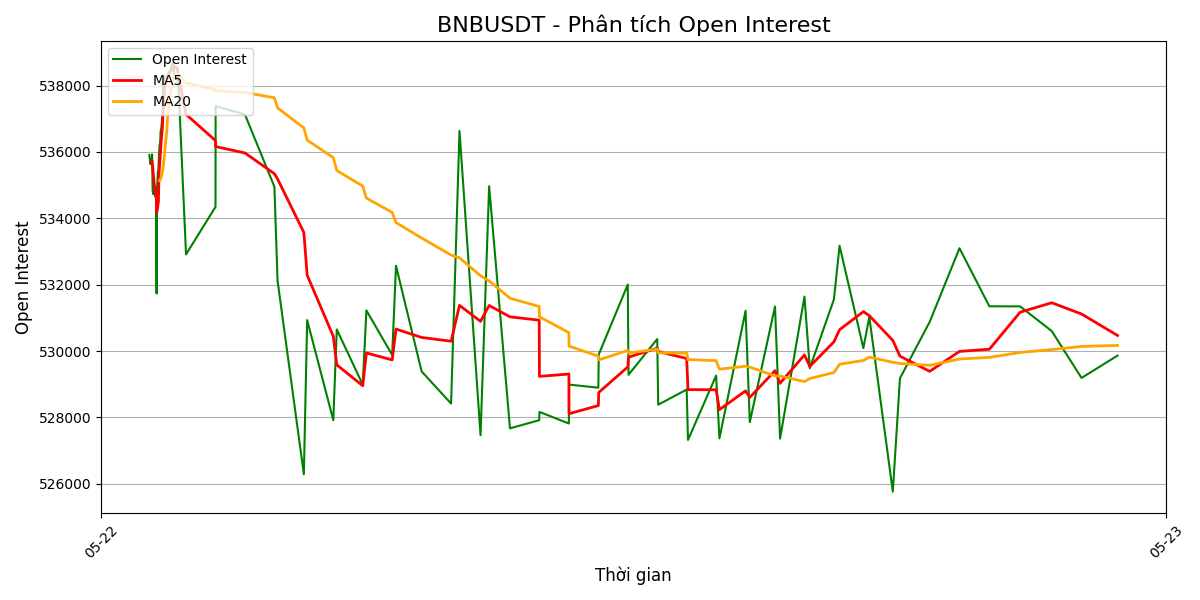 BNBUSDT - Phân tích Open Interest
Open Interest
MA5
MA20
538000
536000
534000
532000
530000
528000
526000
Open Interest
05-22
05-23
Thời gian